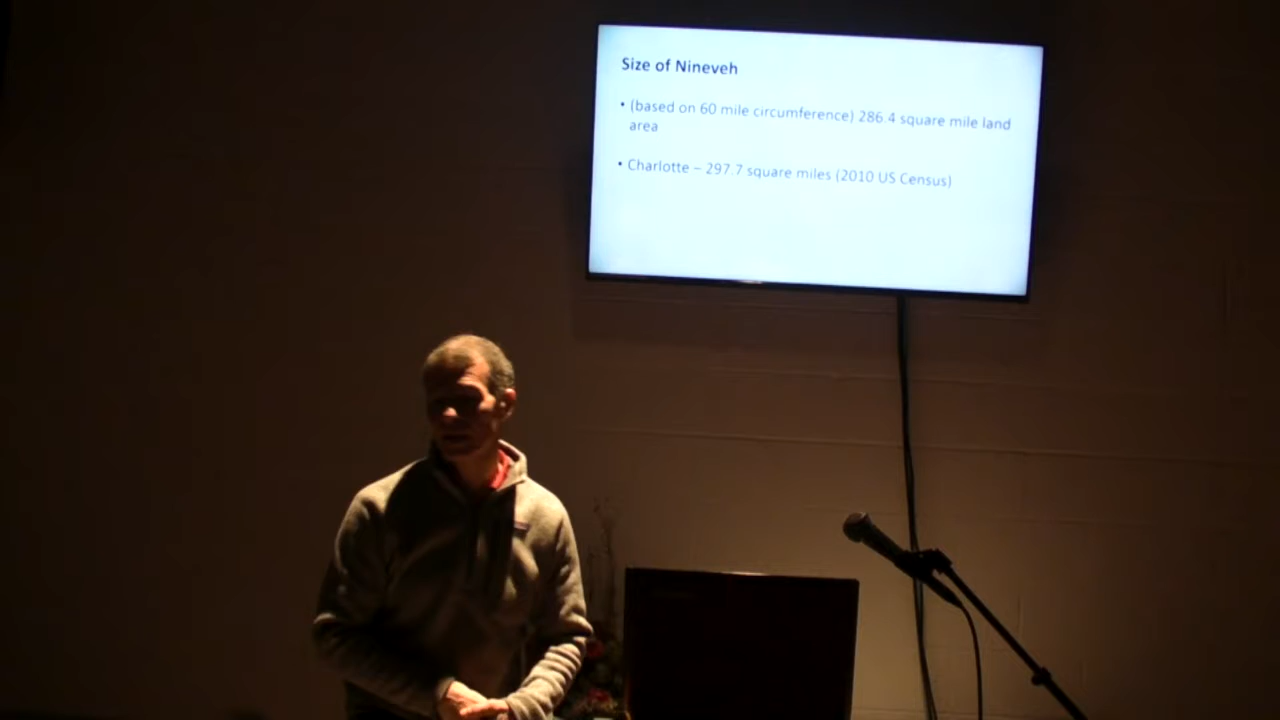 Size of Nineveh
• (based on 60 mile circumference) 286.4 square mile land
area
• Charlotte – 297.7 square miles (2010 US Census)